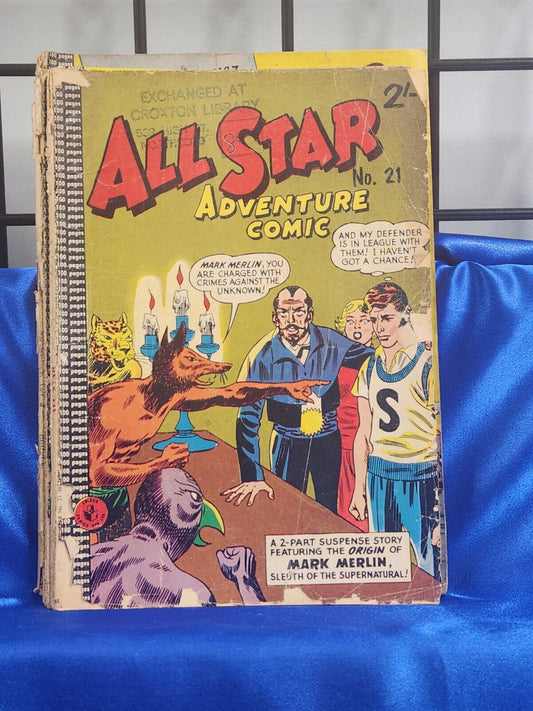 EXCHANGED AT
CROXTON LIBRARY
NORTHCOTE
2/-
ALL STAR
No. 21
ADVENTURE
COMIC
MARK MERLIN, YOU
ARE CHARGED WITH
CRIMES AGAINST THE
UNKNOWN!
AND MY DEFENDER
IS IN LEAGUE WITH
THEM! I HAVEN'T
GOT A CHANCE!
S
A 2-PART SUSPENSE STORY
FEATURING THE ORIGIN OF
MARK MERLIN,
SLEUTH OF THE SUPERNATURAL!